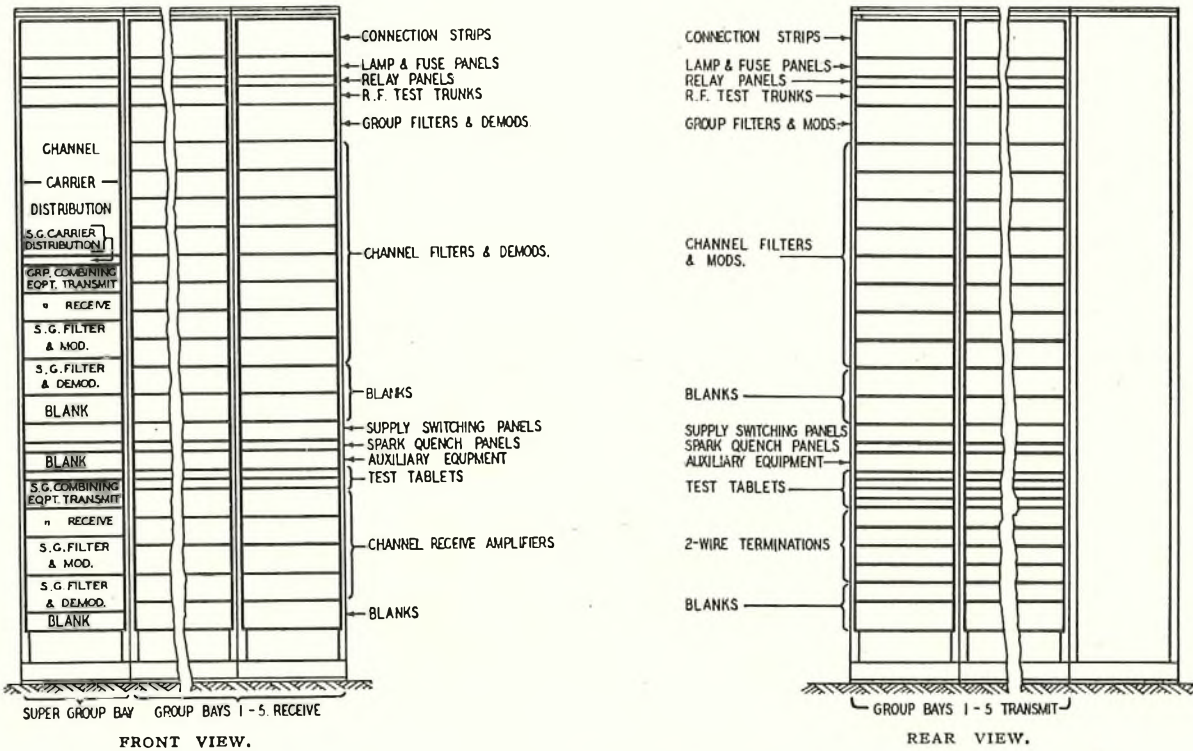 CONNECTION STRIPS
LAMP & FUSE PANELS
RELAY PANELS
R.F. TEST TRUNKS
GROUP FILTERS & DEMODS.
CHANNEL
CARRIER
DISTRIBUTION
S.G. CARRIER
DISTRIBUTION
GRP. COMBINING
EQPT. TRANSMIT
" RECEIVE
S.G. FILTER
& MOD.
S.G. FILTER
& DEMOD.
BLANK
BLANK
S.G. COMBINING
EQPT. TRANSMIT
" RECEIVE
S.G. FILTER
& MOD.
S.G. FILTER
& DEMOD.
BLANK
CHANNEL FILTERS & DEMODS.
BLANKS
SUPPLY SWITCHING PANELS
SPARK QUENCH PANELS
AUXILIARY EQUPMENT
TEST TABLETS
CHANNEL RECEIVE AMPLIFIERS
BLANKS
SUPER GROUP BAY
GROUP BAYS 1 - 5. RECEIVE
FRONT VIEW.
CONNECTION STRIPS
LAMP & FUSE PANELS
RELAY PANELS
R.F. TEST TRUNKS
GROUP FILTERS & MODS.
CHANNEL FILTERS
& MODS.
BLANKS
SUPPLY SWITCHING PANELS
SPARK QUENCH PANELS
AUXILIARY EQUIPMENT
TEST TABLETS
2-WIRE TERMINATIONS
BLANKS
GROUP BAYS 1 - 5 TRANSMIT
REAR VIEW.